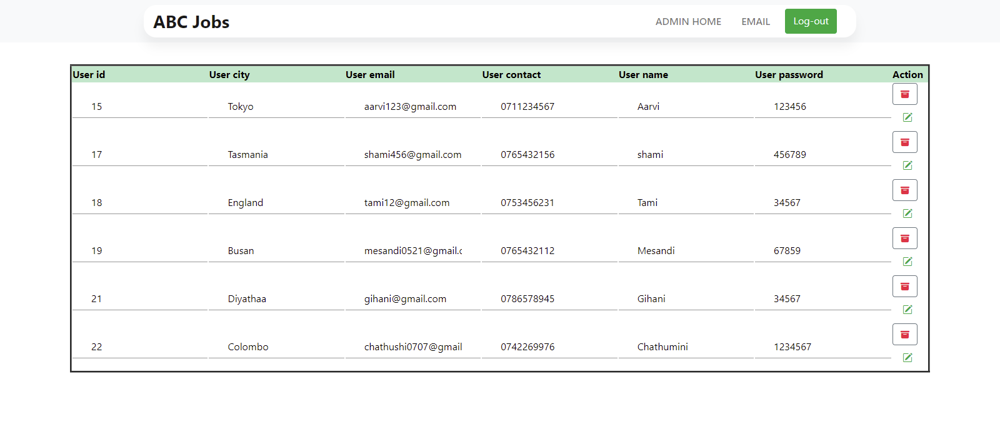 ABC Jobs ADMIN HOME EMAIL Log-out
User id User city User email User contact User name User password Action
15 Tokyo aarvi123@gmail.com 0711234567 Aarvi 123456
17 Tasmania shami456@gmail.com 0765432156 shami 456789
18 England tami12@gmail.com 0753456231 Tami 34567
19 Busan mesandi0521@gmail.c 0765432112 Mesandi 67859
21 Diyathaa gihani@gmail.com 0786578945 Gihani 34567
22 Colombo chathushi0707@gmail 0742269976 Chathumini 1234567